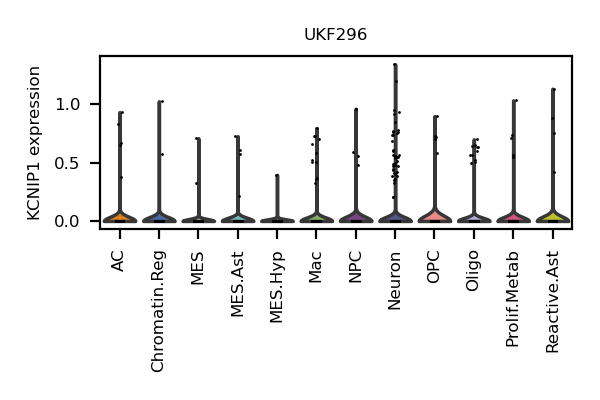 UKF296
KCNIP1 expression
1.0
0.5
0.0
AC
Chromatin.Reg
MES
MES.Ast
MES.Hyp
Mac
NPC
Neuron
OPC
Oligo
Prolif.Metab
Reactive.Ast